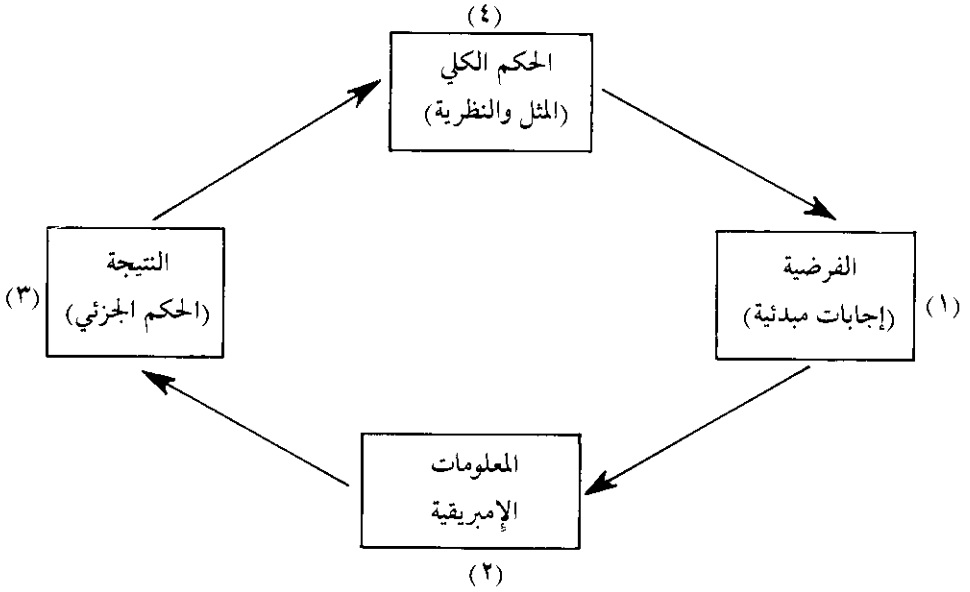 (٤)
الحكم الكلي
(المثل والنظرية)
الفرضية
(إجابات مبدئية)
(١)
النتيجة
(الحكم الجزئي)
(٣)
المعلومات
الإمبريقية
(٢)